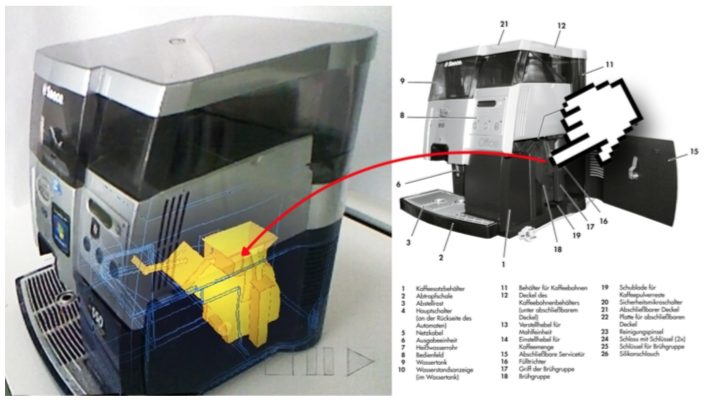 Saeco
21
12
Saeco
9
11
8
15
6
16
17
19
3
18
2
1
1 Kaffeesatzbehälter
2 Abtropfschale
3 Abstellrost
4 Hauptschalter
(an der Rückseite des
Automaten)
5 Netzkabel
6 Ausgabeeinheit
7 Heißwasserrohr
8 Bedienfeld
9 Wassertank
10 Wasserstandsanzeige
(im Wassertank)
11 Behälter für Kaffeebohnen
12 Deckel des
Kaffeebohnenbehälters
(unter abschließbarem
Deckel)
13 Verstellhebel für
Mahlfeinheit
14 Einstellhebel für
Kaffeemenge
15 Abschließbare Servicetür
16 Fülltrichter
17 Griff der Brühgruppe
18 Brühgruppe
19 Schublade für
Kaffeepulverreste
20 Sicherheitsmikroschalter
21 Abschließbarer Deckel
22 Platte für abschließbaren
Deckel
23 Reinigungspinsel
24 Schloss mit Schlüssel (2x)
25 Schlüssel für Brühgruppe
26 Silikonschlauch